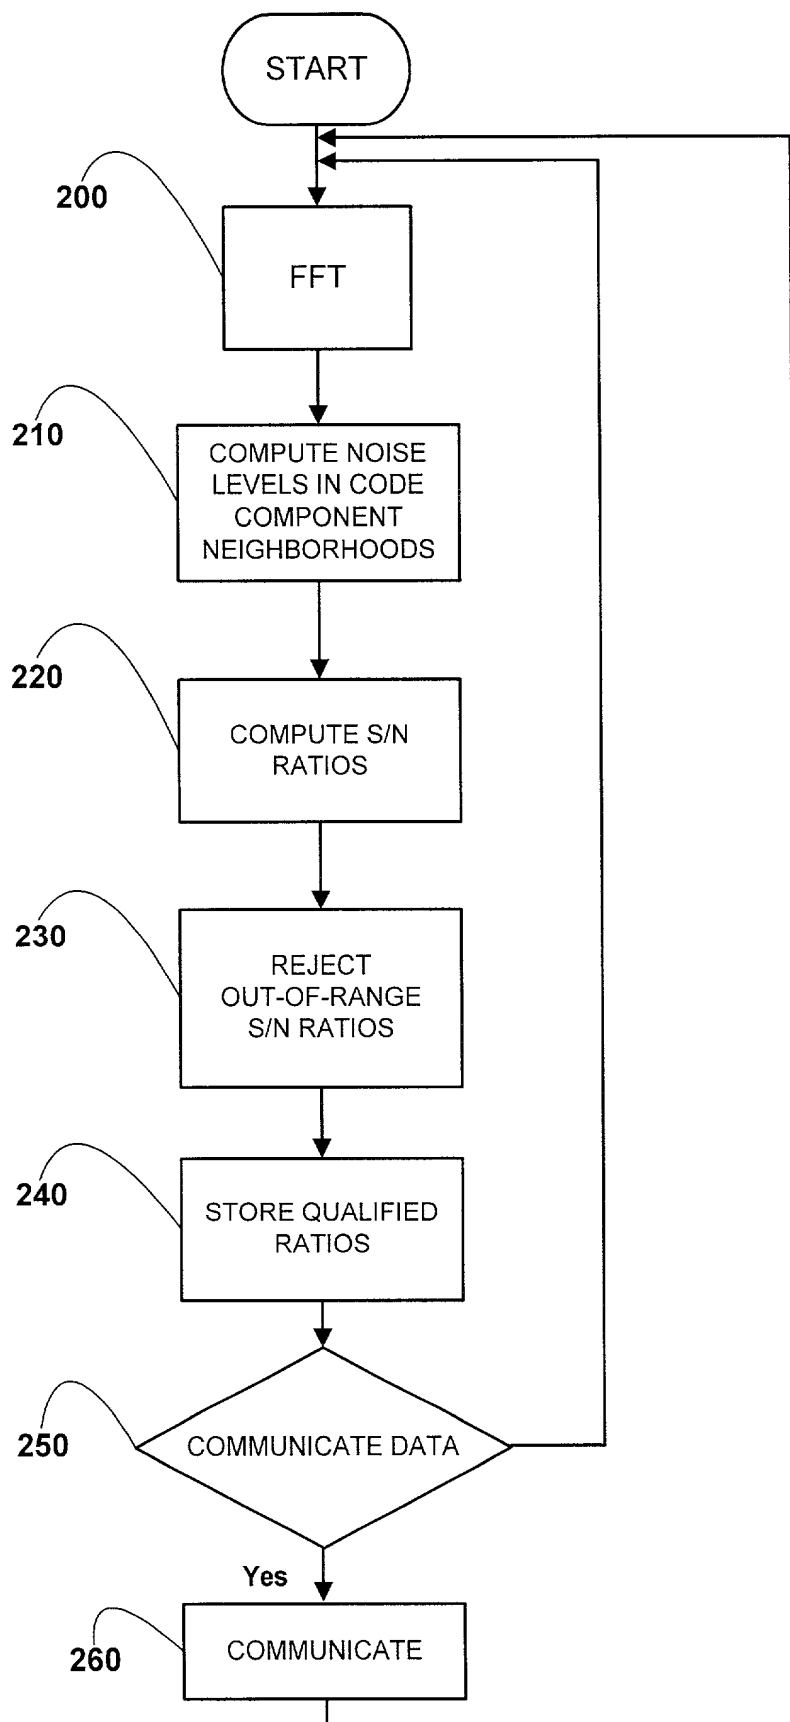 START
200
FFT
210
COMPUTE NOISE
LEVELS IN CODE
COMPONENT
NEIGHBORHOODS
220
COMPUTE S/N
RATIOS
230
REJECT
OUT-OF-RANGE
S/N RATIOS
240
STORE QUALIFIED
RATIOS
250
COMMUNICATE DATA
Yes
260
COMMUNICATE